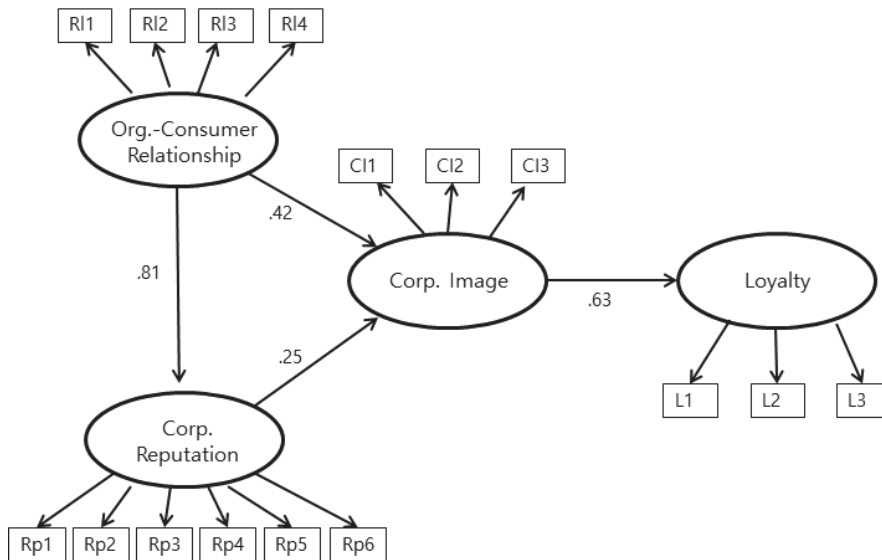 Rl1 Rl2 Rl3 Rl4
Org.-Consumer
Relationship
CI1 CI2 CI3
.42
.81
Corp. Image
.63
Loyalty
.25
L1 L2 L3
Corp.
Reputation
Rp1 Rp2 Rp3 Rp4 Rp5 Rp6